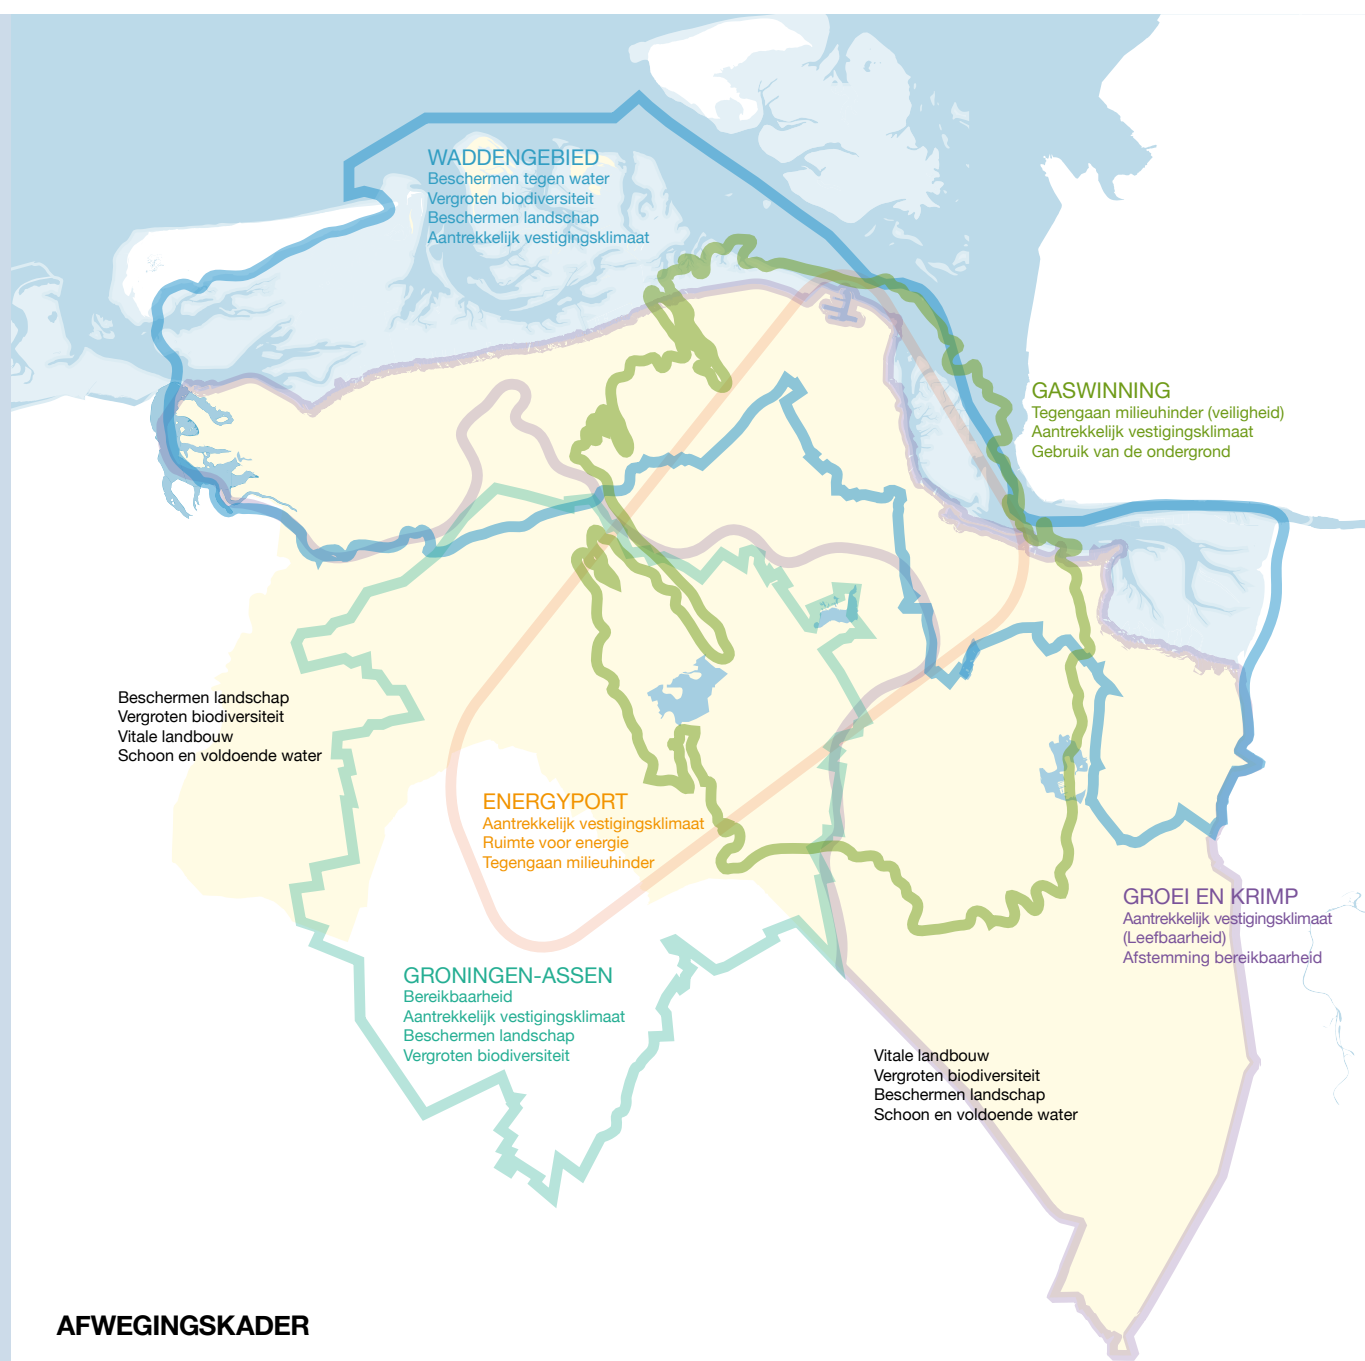 WADDENGEBIED
Beschermen tegen water
Vergroten biodiversiteit
Beschermen landschap
Aantrekkelijk vestigingsklimaat
GASWINNING
Tegengaan milieuhinder (veiligheid)
Aantrekkelijk vestigingsklimaat
Gebruik van de ondergrond
Beschermen landschap
Vergroten biodiversiteit
Vitale landbouw
Schoon en voldoende water
ENERGYPORT
Aantrekkelijk vestigingsklimaat
Ruimte voor energie
Tegengaan milieuhinder
GROEI EN KRIMP
Aantrekkelijk vestigingsklimaat
(Leefbaarheid)
Afstemming bereikbaarheid
GRONINGEN-ASSEN
Bereikbaarheid
Aantrekkelijk vestigingsklimaat
Beschermen landschap
Vergroten biodiversiteit
Vitale landbouw
Vergroten biodiversiteit
Beschermen landschap
Schoon en voldoende water
AFWEGINGSKADER